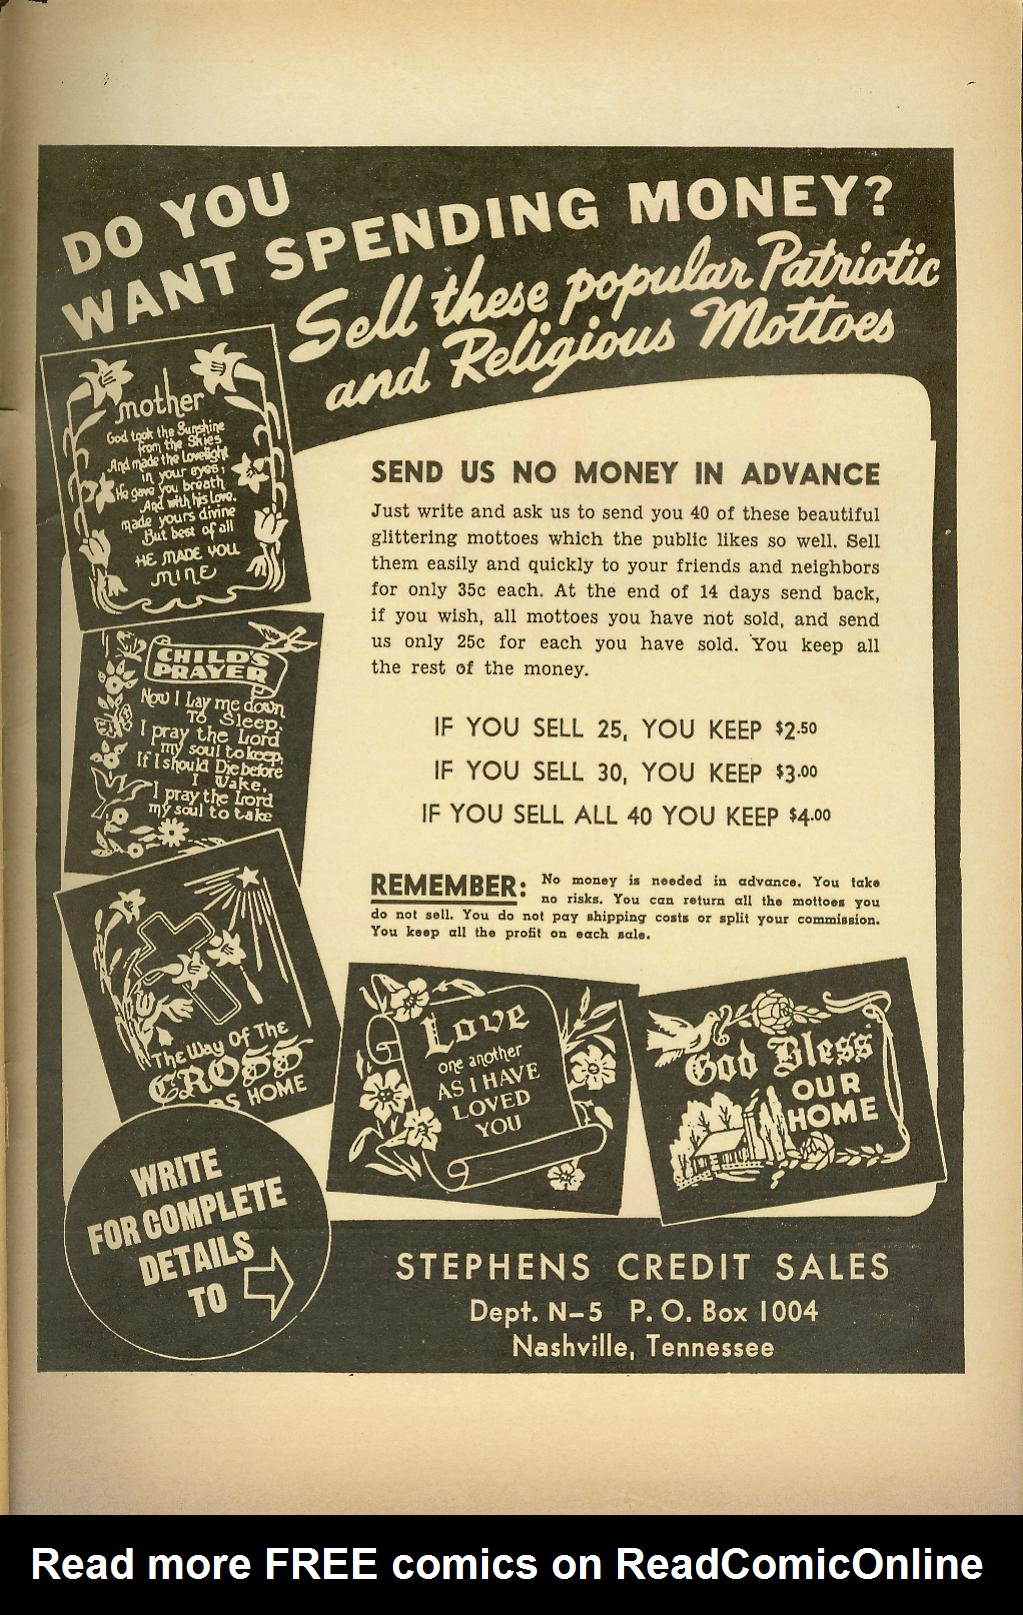 DO YOU
WANT SPENDING MONEY?
Sell these popular Patriotic
and Religious Mottoes
mother
God took the Sunshine
from the Skies
And made the Lovelight
in your eyes;
He gave you breath
And with his Love.
made yours divine
But best of all
HE MADE YOU
MINE
CHILD'S
PRAYER
Now I Lay me down
To Sleep,
I pray the Lord
my soul to keep,
If I should Die before
I Wake,
I pray the Lord
my soul to take
The Way Of The
CROSS
HOME
SEND US NO MONEY IN ADVANCE
Just write and ask us to send you 40 of these beautiful
glittering mottoes which the public likes so well. Sell
them easily and quickly to your friends and neighbors
for only 35c each. At the end of 14 days send back,
if you wish, all mottoes you have not sold, and send
us only 25c for each you have sold. You keep all
the rest of the money.
IF YOU SELL 25, YOU KEEP $2.50
IF YOU SELL 30, YOU KEEP $3.00
IF YOU SELL ALL 40 YOU KEEP $4.00
REMEMBER: No money is needed in advance. You take
no risks. You can return all the mottoes you
do not sell. You do not pay shipping costs or split your commission.
You keep all the profit on each sale.
Love
one another
AS I HAVE
LOVED
YOU
God Bless
OUR
HOME
WRITE
FOR COMPLETE
DETAILS
TO
STEPHENS CREDIT SALES
Dept. N-5 P. O. Box 1004
Nashville, Tennessee
Read more FREE comics on ReadComicOnline